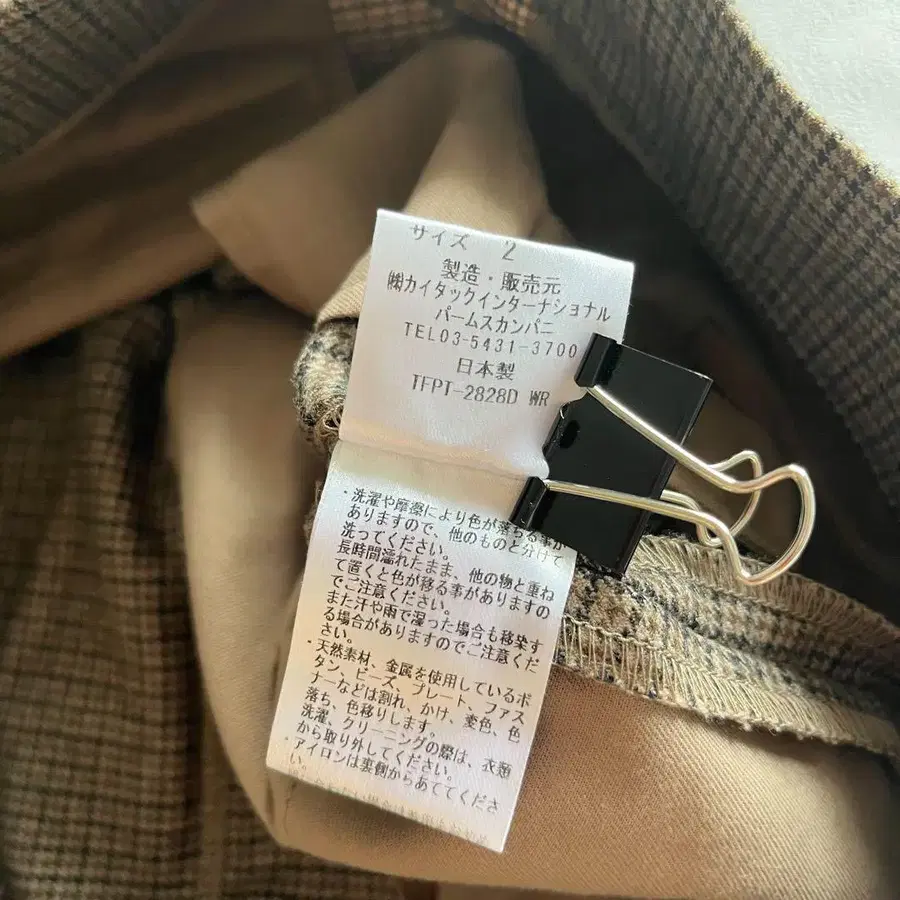 サイズ 2
製造・販売元
㈱カイタックインターナショナル
パームスカンパニ
TEL03-5431-3700
日本製
TFPT-2828D WR
・洗濯や摩擦により色が落ちる事が
ありますので、他のものと分けて
洗ってください。
長時間濡れたまま、他の物と重ね
て置くと色が移る事がありますの
でご注意ください。
また汗や雨で湿った場合も移染す
る場合がありますのでご注意くだ
さい。
・天然素材、金属を使用しているボ
タン、ビーズ、プレート、ファス
ナーなどは割れ、かけ、変色、色
落ち、色移りします。
洗濯、クリーニングの際は、衣類
から取り外してください。
・アイロンは裏側からあててくださ
い。